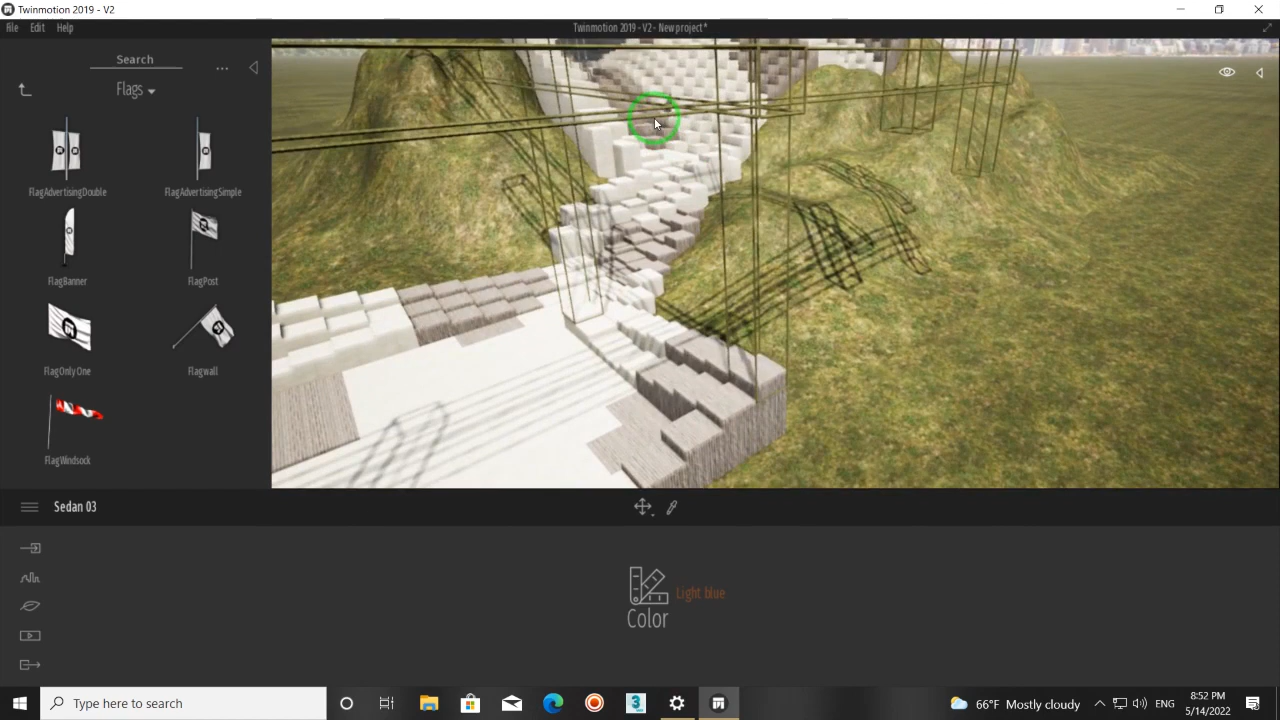 Twinmotion 2019 - V2
File Edit Help
Twinmotion 2019 - V2 - New project*
Search
...
Flags
FlagAdvertisingDouble
FlagAdvertisingSimple
FlagBanner
FlagPost
FlagOnly One
Flagwall
FlagWindsock
Sedan 03
Light blue
Color
Type here to search
3
66°F Mostly cloudy
ENG
8:52 PM
5/14/2022